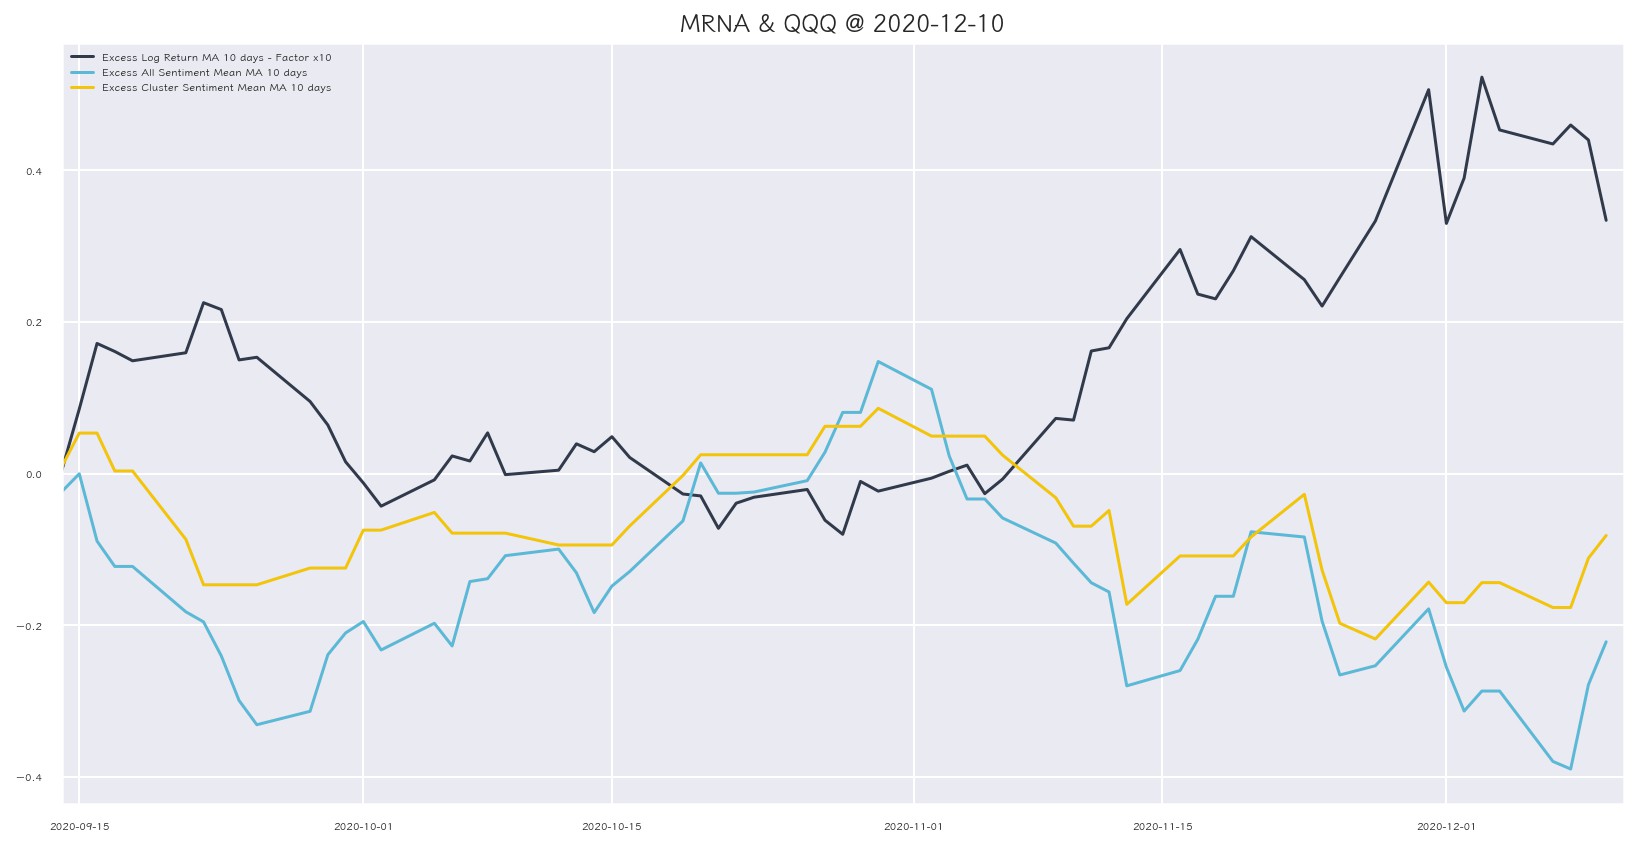 MRNA & QQQ @ 2020-12-10
Excess Log Return MA 10 days - Factor x10
Excess All Sentiment Mean MA 10 days
Excess Cluster Sentiment Mean MA 10 days
0.4
0.2
0.0
−0.2
−0.4
2020-09-15 2020-10-01 2020-10-15 2020-11-01 2020-11-15 2020-12-01